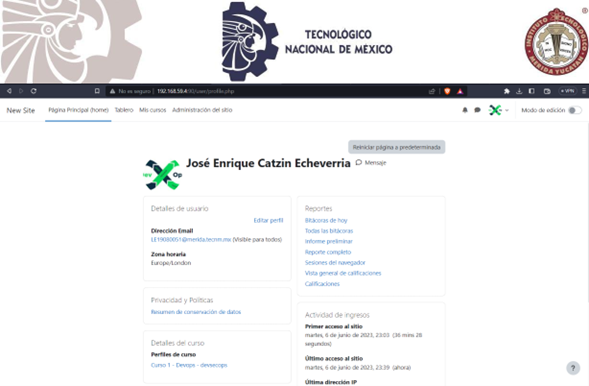 TECNOLÓGICO
NACIONAL DE MÉXICO
INSTITUTO TECNOLÓGICO
MÉRIDA YUCATÁN
No es seguro | 192.168.56.4:90/user/profile.php
VPN
New Site Página Principal (home) Tablero Mis cursos Administración del sitio Modo de edición
Reiniciar página a predeterminada
José Enrique Catzin Echeverria Mensaje
Detalles de usuario
Editar perfil
Dirección Email
LE19080051@merida.tecnm.mx (Visible para todos)
Zona horaria
Europe/London
Privacidad y Políticas
Resumen de conservación de datos
Detalles del curso
Perfiles de curso
Curso 1 - Devops - devsecops
Reportes
Bitácoras de hoy
Todas las bitácoras
Informe preliminar
Reporte completo
Sesiones del navegador
Vista general de calificaciones
Calificaciones
Actividad de ingresos
Primer acceso al sitio
martes, 6 de junio de 2023, 23:03 (36 mins 28
segundos)
Último acceso al sitio
martes, 6 de junio de 2023, 23:39 (ahora)
Última dirección IP
?